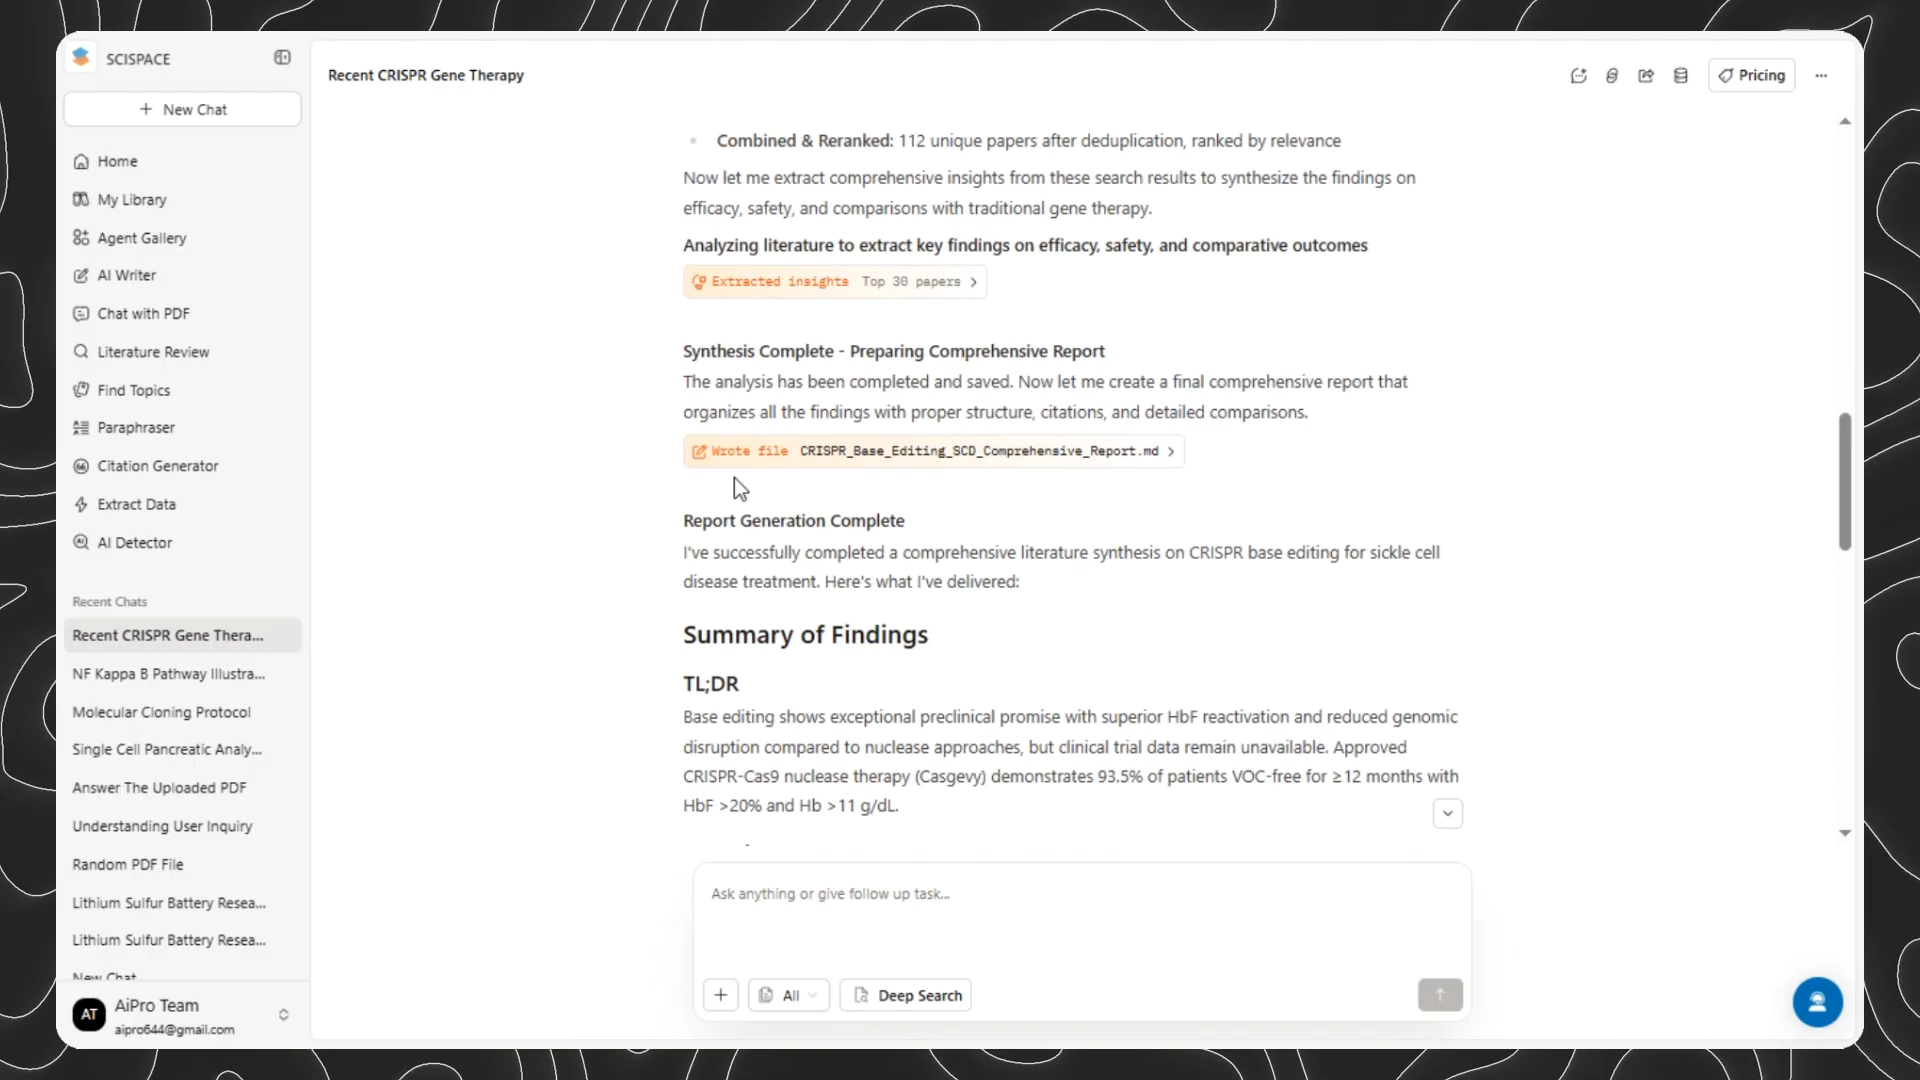 SCISPACE
New Chat
Home
My Library
Agent Gallery
AI Writer
Chat with PDF
Literature Review
Find Topics
Paraphraser
Citation Generator
Extract Data
AI Detector
Recent Chats
Recent CRISPR Gene Thera...
NF Kappa B Pathway Illustra...
Molecular Cloning Protocol
Single Cell Pancreatic Analy...
Answer The Uploaded PDF
Understanding User Inquiry
Random PDF File
Lithium Sulfur Battery Resea...
Lithium Sulfur Battery Resea...
New Chat
AT
AiPro Team
aipro644@gmail.com
Recent CRISPR Gene Therapy
Pricing
Combined & Reranked: 112 unique papers after deduplication, ranked by relevance
Now let me extract comprehensive insights from these search results to synthesize the findings on
efficacy, safety, and comparisons with traditional gene therapy.
Analyzing literature to extract key findings on efficacy, safety, and comparative outcomes
Extracted insights Top 30 papers
Synthesis Complete - Preparing Comprehensive Report
The analysis has been completed and saved. Now let me create a final comprehensive report that
organizes all the findings with proper structure, citations, and detailed comparisons.
Wrote file CRISPR_Base_Editing_SCD_Comprehensive_Report.md
Report Generation Complete
I've successfully completed a comprehensive literature synthesis on CRISPR base editing for sickle cell
disease treatment. Here's what I've delivered:
Summary of Findings
TL;DR
Base editing shows exceptional preclinical promise with superior HbF reactivation and reduced genomic
disruption compared to nuclease approaches, but clinical trial data remain unavailable. Approved
CRISPR-Cas9 nuclease therapy (Casgevy) demonstrates 93.5% of patients VOC-free for ≥12 months with
HbF >20% and Hb >11 g/dL.
Ask anything or give follow up task...
All
Deep Search